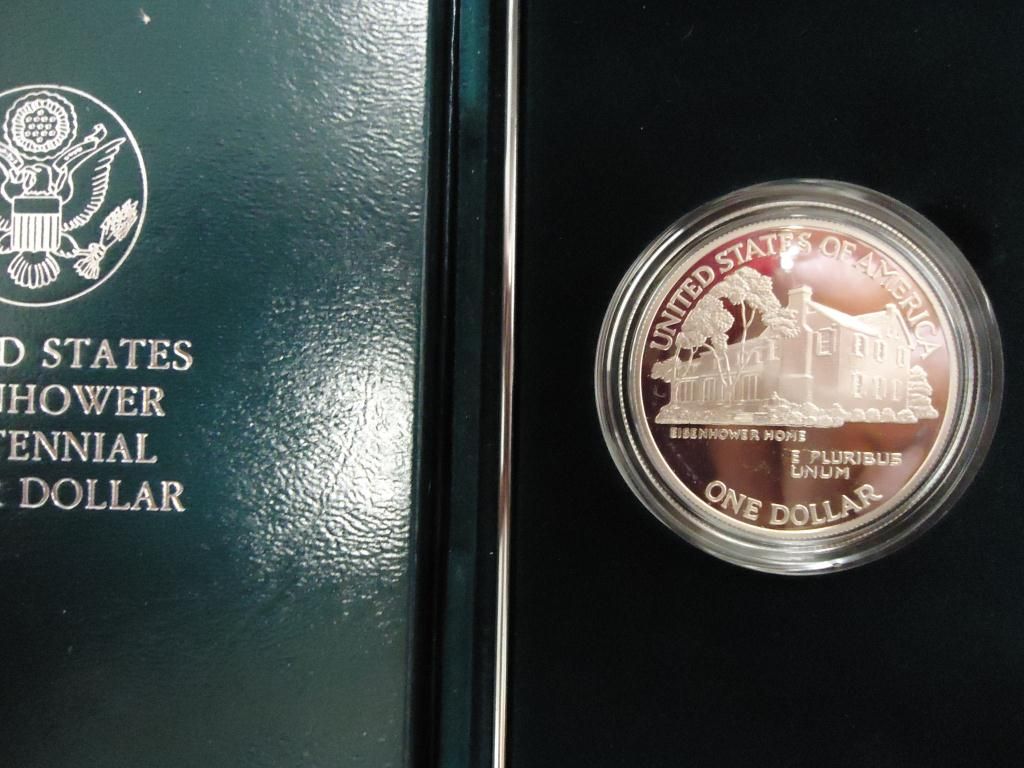 D STATES
NHOWER
TENNIAL
DOLLAR
UNITED STATES OF AMERICA
EISENHOWER HOME
E PLURIBUS
UNUM
ONE DOLLAR